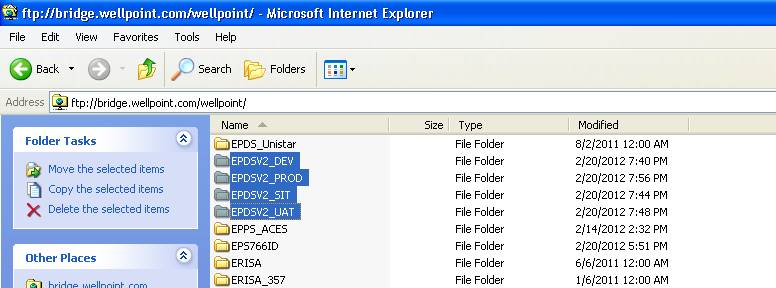 ftp://bridge.wellpoint.com/wellpoint/ - Microsoft Internet Explorer
File Edit View Favorites Tools Help
Back Search Folders
Address ftp://bridge.wellpoint.com/wellpoint/
Folder Tasks
Move the selected items
Copy the selected items
Delete the selected items
Other Places
bridge.wellpoint.com
Name Size Type Modified
EPDS_Unistar File Folder 8/2/2011 12:00 AM
EPDSV2_DEV File Folder 2/20/2012 7:40 PM
EPDSV2_PROD File Folder 2/20/2012 7:56 PM
EPDSV2_SIT File Folder 2/20/2012 7:44 PM
EPDSV2_UAT File Folder 2/20/2012 7:48 PM
EPPS_ACES File Folder 2/14/2012 2:32 PM
EPS766ID File Folder 2/20/2012 5:51 PM
ERISA File Folder 6/6/2011 12:00 AM
ERISA_357 File Folder 1/6/2011 12:00 AM